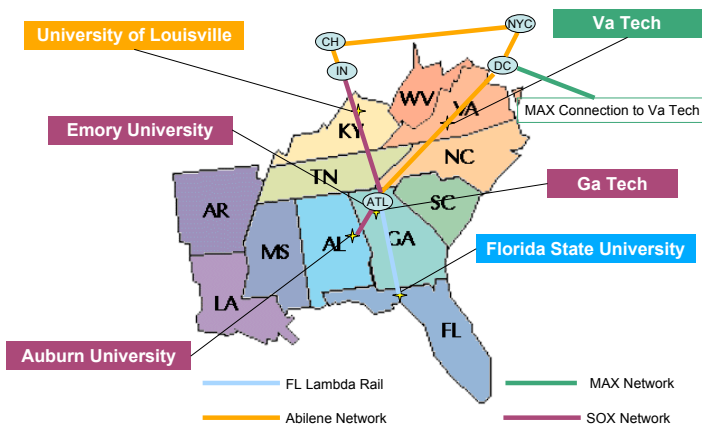 NYC
University of Louisville
Va Tech
CH
DC
IN
WV
VA
MAX Connection to Va Tech
KY
Emory University
NC
TN
Ga Tech
ATL
AR
SC
MS
AL
GA
Florida State University
LA
FL
Auburn University
FL Lambda Rail
MAX Network
Abilene Network
SOX Network